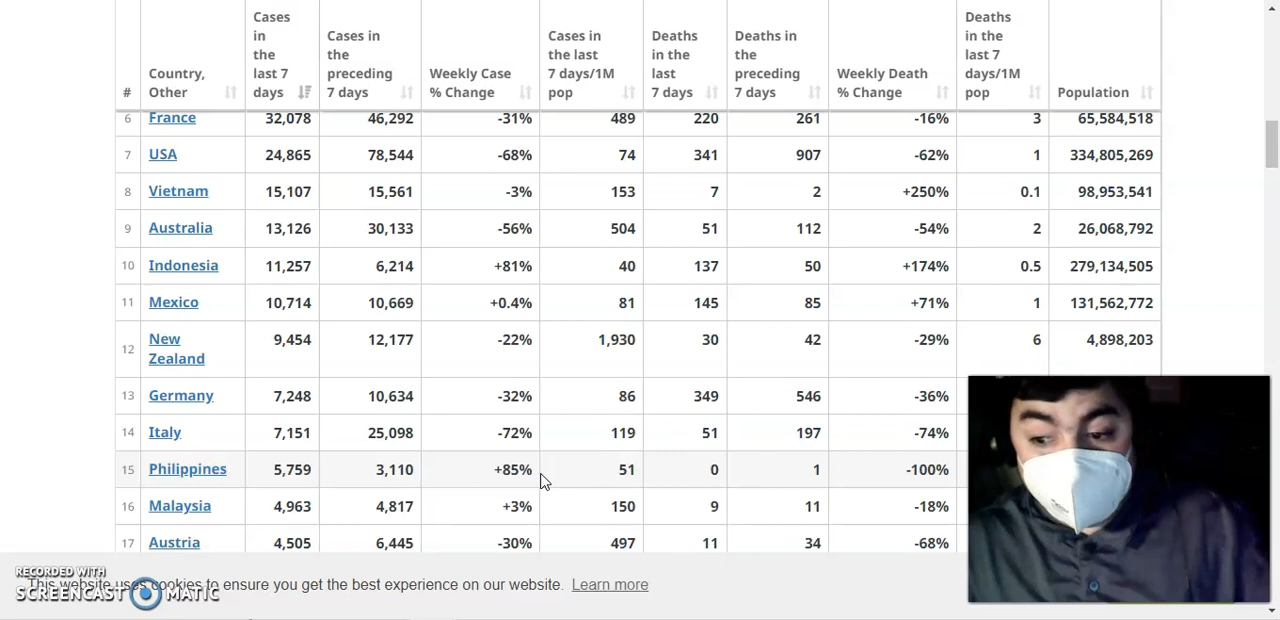 # Country, Other Cases in the last 7 days Cases in the preceding 7 days Weekly Case % Change Cases in the last 7 days/1M pop Deaths in the last 7 days Deaths in the preceding 7 days Weekly Death % Change Deaths in the last 7 days/1M pop Population
6 France 32,078 46,292 -31% 489 220 261 -16% 3 65,584,518
7 USA 24,865 78,544 -68% 74 341 907 -62% 1 334,805,269
8 Vietnam 15,107 15,561 -3% 153 7 2 +250% 0.1 98,953,541
9 Australia 13,126 30,133 -56% 504 51 112 -54% 2 26,068,792
10 Indonesia 11,257 6,214 +81% 40 137 50 +174% 0.5 279,134,505
11 Mexico 10,714 10,669 +0.4% 81 145 85 +71% 1 131,562,772
12 New Zealand 9,454 12,177 -22% 1,930 30 42 -29% 6 4,898,203
13 Germany 7,248 10,634 -32% 86 349 546 -36%
14 Italy 7,151 25,098 -72% 119 51 197 -74%
15 Philippines 5,759 3,110 +85% 51 0 1 -100%
16 Malaysia 4,963 4,817 +3% 150 9 11 -18%
17 Austria 4,505 6,445 -30% 497 11 34 -68%
RECORDED WITH
This website uses cookies to ensure you get the best experience on our website. Learn more
SCREENCAST MATIC